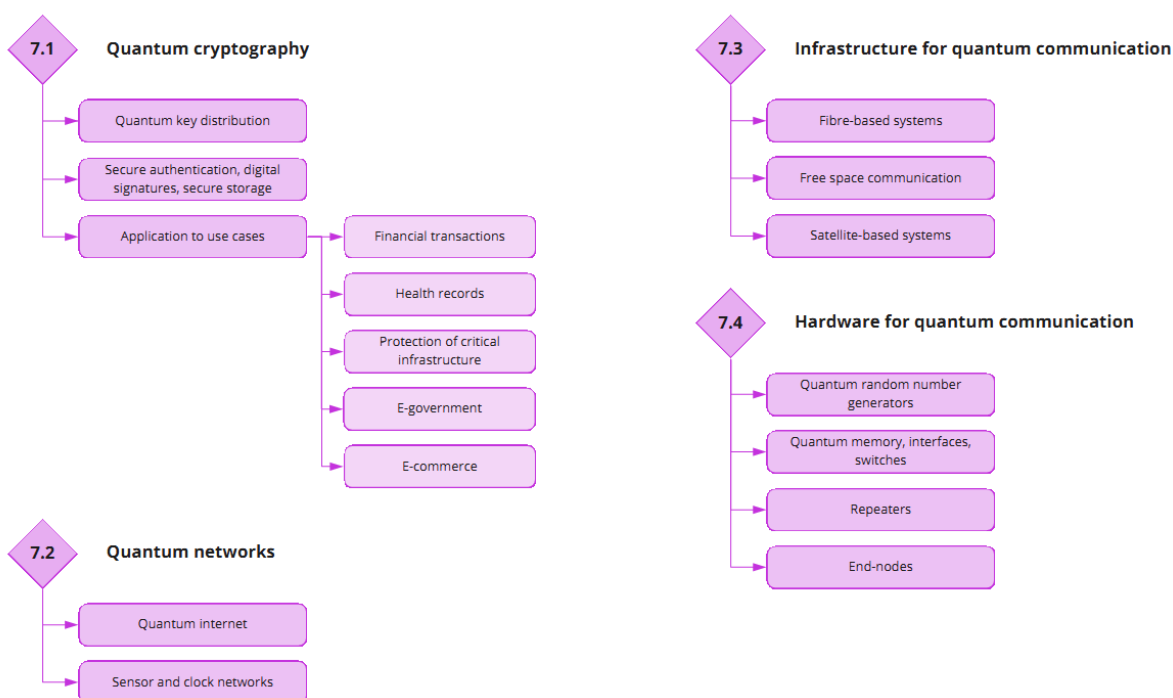 7.1
Quantum cryptography
Quantum key distribution
Secure authentication, digital
signatures, secure storage
Application to use cases
Financial transactions
Health records
Protection of critical
infrastructure
E-government
E-commerce
7.2
Quantum networks
Quantum internet
Sensor and clock networks
7.3
Infrastructure for quantum communication
Fibre-based systems
Free space communication
Satellite-based systems
7.4
Hardware for quantum communication
Quantum random number
generators
Quantum memory, interfaces,
switches
Repeaters
End-nodes